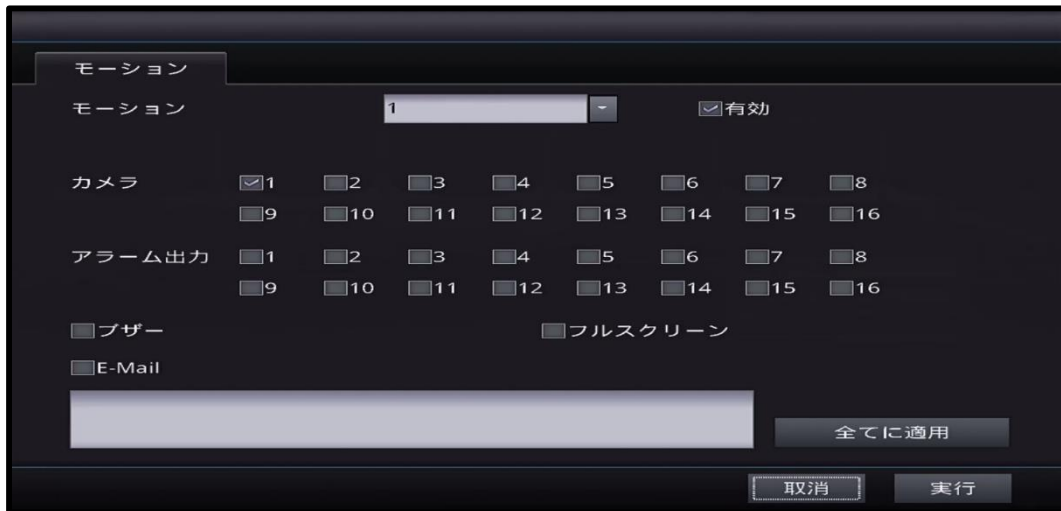 モーション
モーション 1 有効
カメラ 1 2 3 4 5 6 7 8
9 10 11 12 13 14 15 16
アラーム出力 1 2 3 4 5 6 7 8
9 10 11 12 13 14 15 16
ブザー フルスクリーン
E-Mail
全てに適用
取消 実行